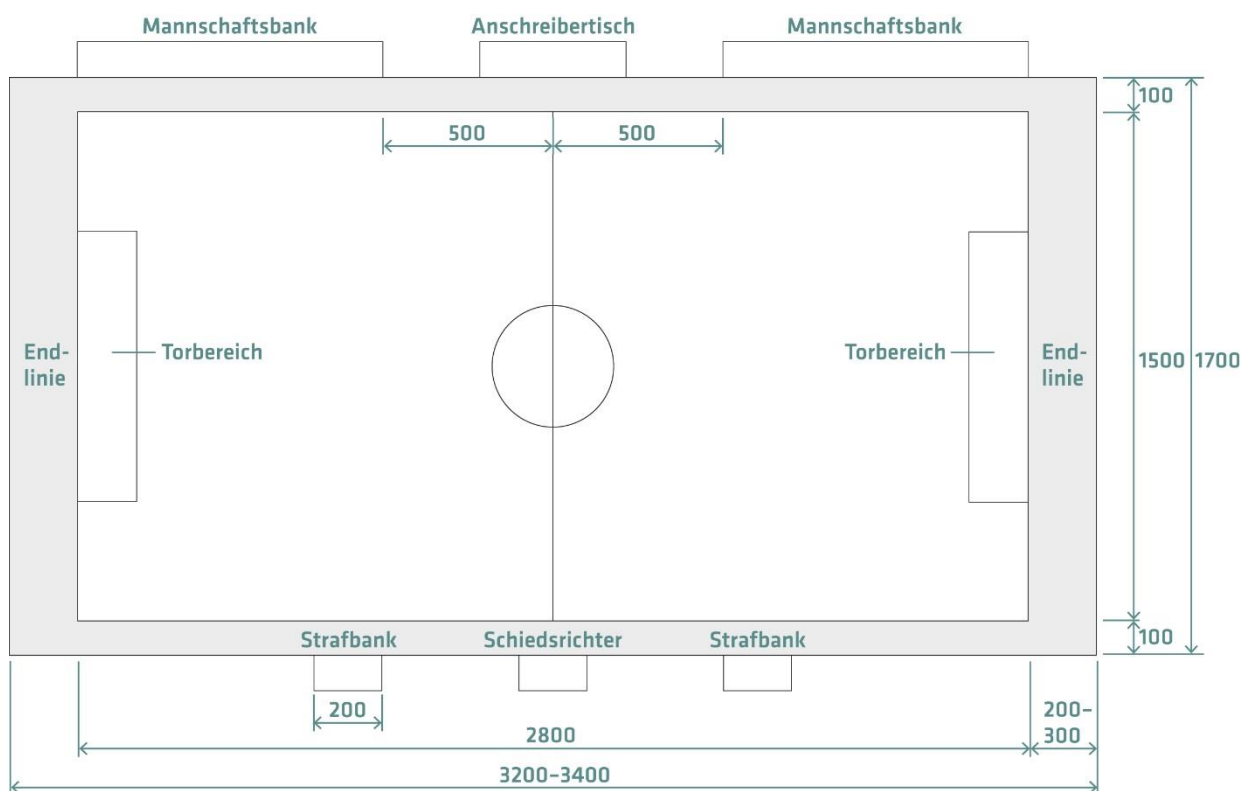 Mannschaftsbank
Anschreibertisch
Mannschaftsbank
100
500
500
End-
linie
Torbereich
Torbereich
End-
linie
1500
1700
Strafbank
Schiedsrichter
Strafbank
100
200
200-
300
2800
3200-3400